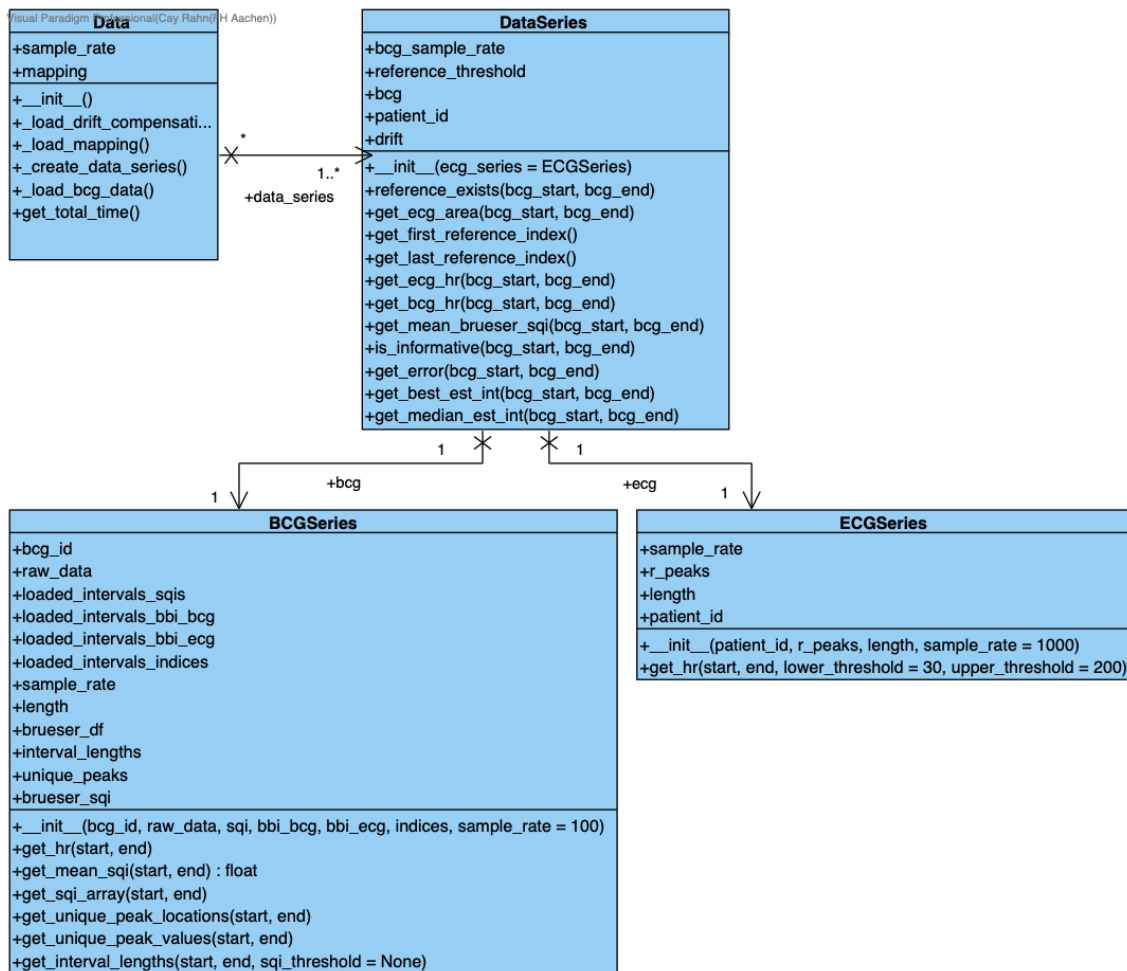 Visual Paradigm Professional(Cay Rahn(RH Aachen))
Data
+sample_rate
+mapping
+__init__()
+_load_drift_compensati...
+_load_mapping()
+_create_data_series()
+_load_bcg_data()
+get_total_time()
*
1..*
+data_series
DataSeries
+bcg_sample_rate
+reference_threshold
+bcg
+patient_id
+drift
+__init__(ecg_series = ECGSeries)
+reference_exists(bcg_start, bcg_end)
+get_ecg_area(bcg_start, bcg_end)
+get_first_reference_index()
+get_last_reference_index()
+get_ecg_hr(bcg_start, bcg_end)
+get_bcg_hr(bcg_start, bcg_end)
+get_mean_brueser_sqi(bcg_start, bcg_end)
+is_informative(bcg_start, bcg_end)
+get_error(bcg_start, bcg_end)
+get_best_est_int(bcg_start, bcg_end)
+get_median_est_int(bcg_start, bcg_end)
1
1
+bcg
+ecg
1
1
BCGSeries
+bcg_id
+raw_data
+loaded_intervals_sqis
+loaded_intervals_bbi_bcg
+loaded_intervals_bbi_ecg
+loaded_intervals_indices
+sample_rate
+length
+brueser_df
+interval_lengths
+unique_peaks
+brueser_sqi
+__init__(bcg_id, raw_data, sqi, bbi_bcg, bbi_ecg, indices, sample_rate = 100)
+get_hr(start, end)
+get_mean_sqi(start, end) : float
+get_sqi_array(start, end)
+get_unique_peak_locations(start, end)
+get_unique_peak_values(start, end)
+get_interval_lengths(start, end, sqi_threshold = None)
ECGSeries
+sample_rate
+r_peaks
+length
+patient_id
+__init__(patient_id, r_peaks, length, sample_rate = 1000)
+get_hr(start, end, lower_threshold = 30, upper_threshold = 200)